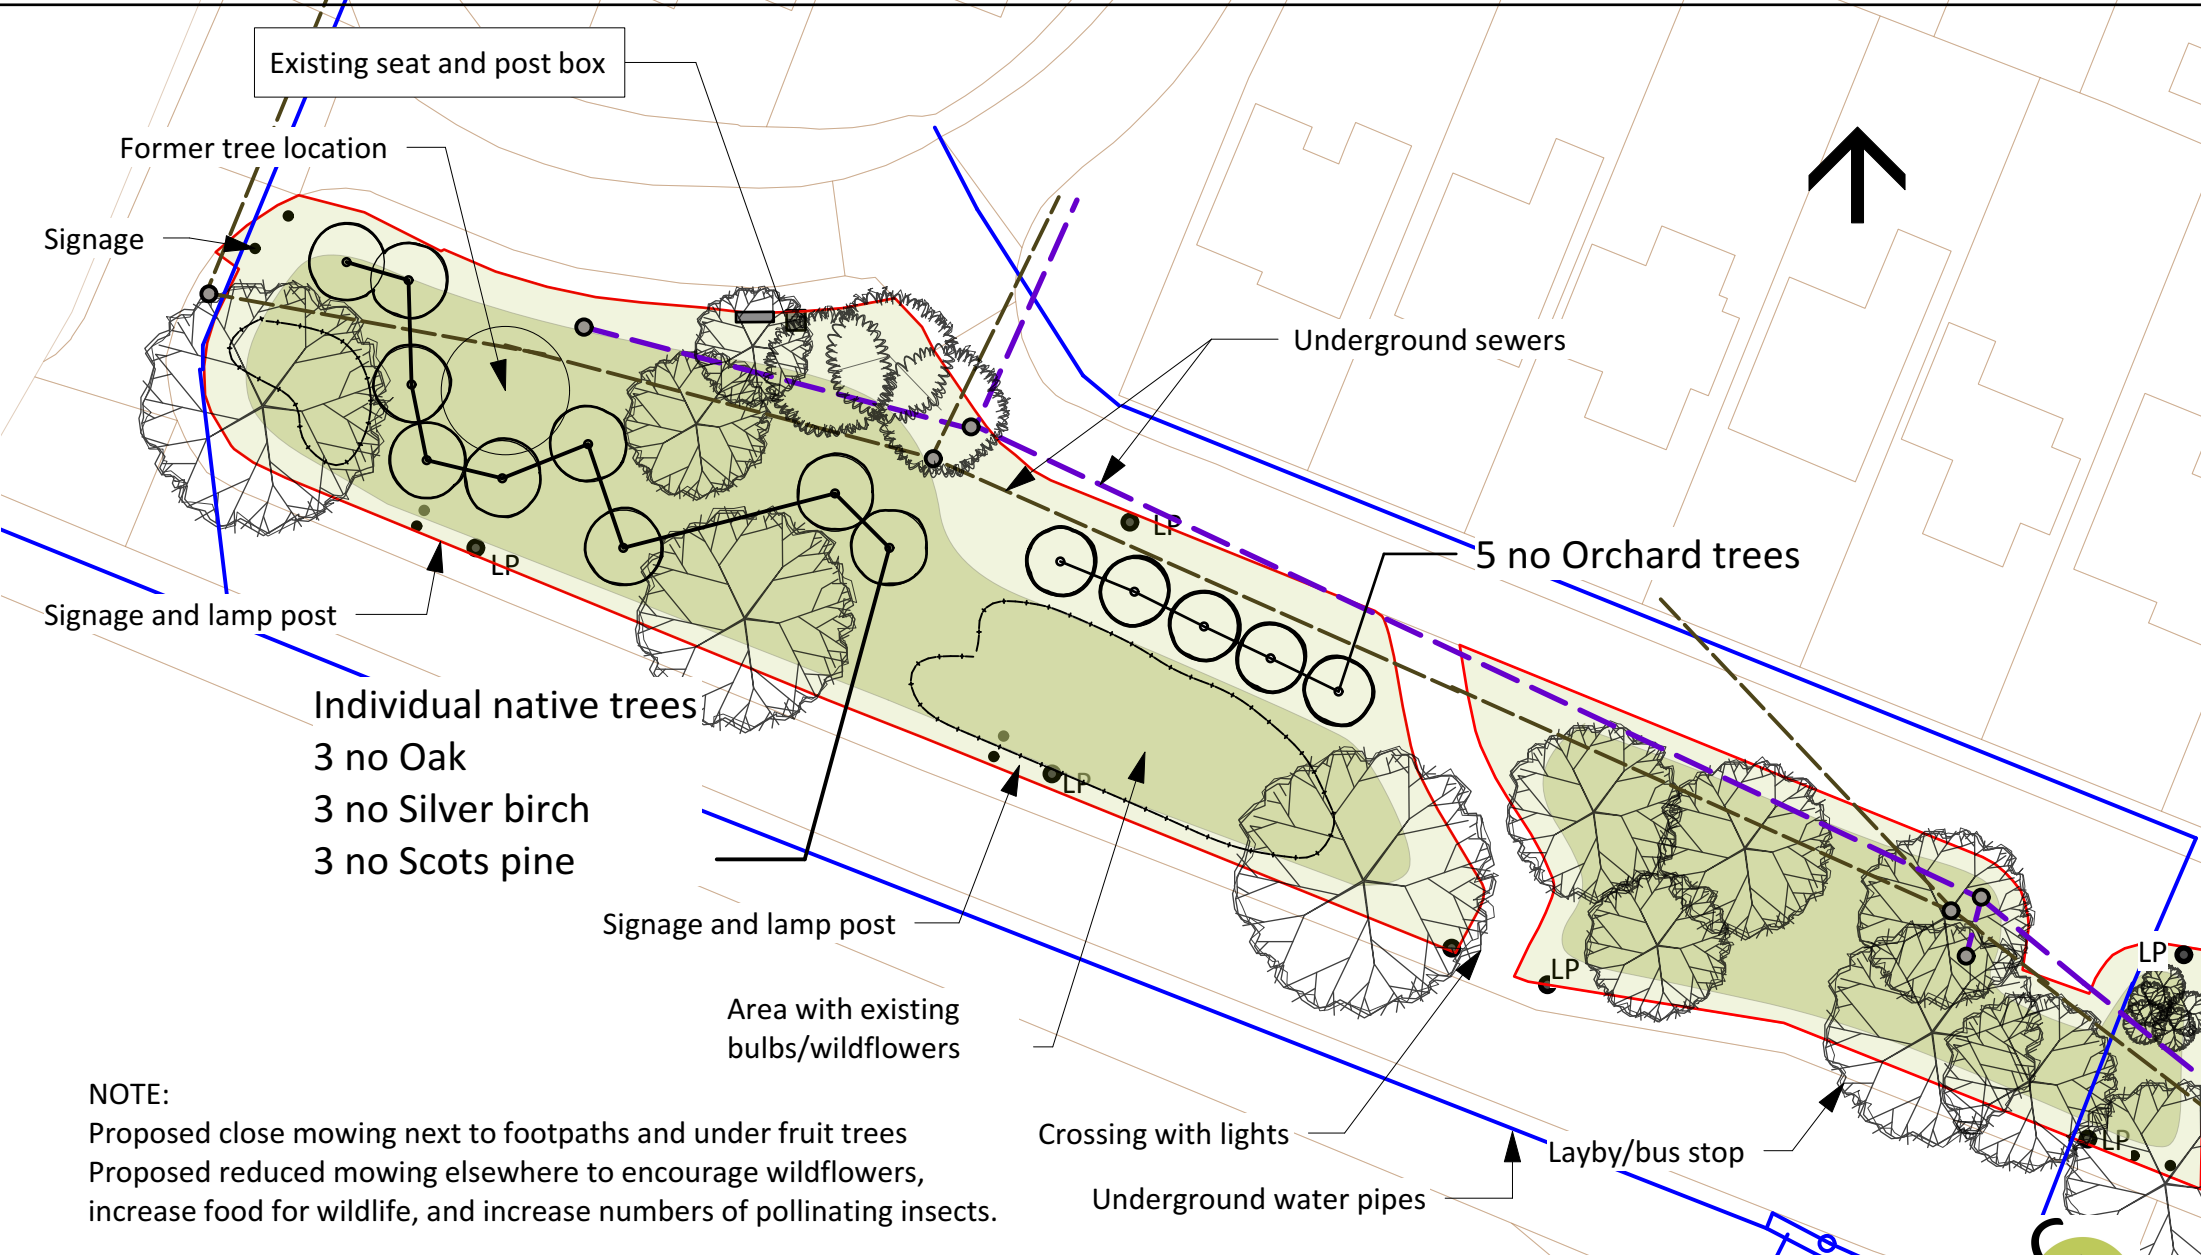 Existing seat and post box
Former tree location
Signage
Underground sewers
LP
5 no Orchard trees
LP
Signage and lamp post
Individual native trees
3 no Oak
3 no Silver birch
3 no Scots pine
LP
Signage and lamp post
LP
LP
Area with existing
bulbs/wildflowers
NOTE:
Proposed close mowing next to footpaths and under fruit trees
Proposed reduced mowing elsewhere to encourage wildflowers,
increase food for wildlife, and increase numbers of pollinating insects.
Crossing with lights
Layby/bus stop
LP
Underground water pipes